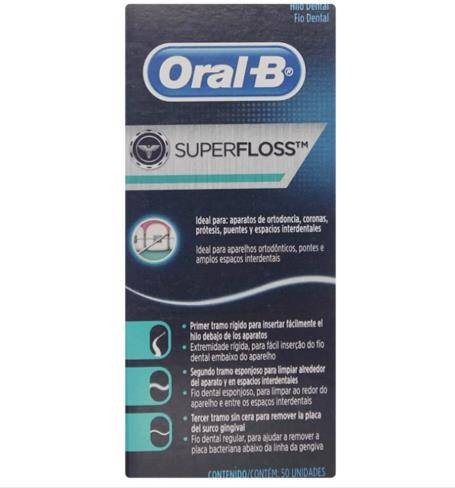 Hilo Dental
Fio Dental
Oral-B®
SUPERFLOSS™
Ideal para: aparatos de ortodoncia, coronas,
prótesis, puentes y espacios interdentales
Ideal para aparelhos ortodônticos, pontes e
amplos espaços interdentais
• Primer tramo rígido para insertar fácilmente el
hilo debajo de los aparatos
• Extremidade rígida, para fácil inserção do fio
dental embaixo do aparelho
• Segundo tramo esponjoso para limpiar alrededor
del aparato y en espacios interdentales
• Fio dental esponjoso, para limpar ao redor do
aparelho e entre os espaços interdentais
• Tercer tramo sin cera para remover la placa
del surco gingival
• Fio dental regular, para ajudar a remover a
placa bacteriana abaixo da linha da gengiva
CONTENIDO/CONTÉM: 50 UNIDADES